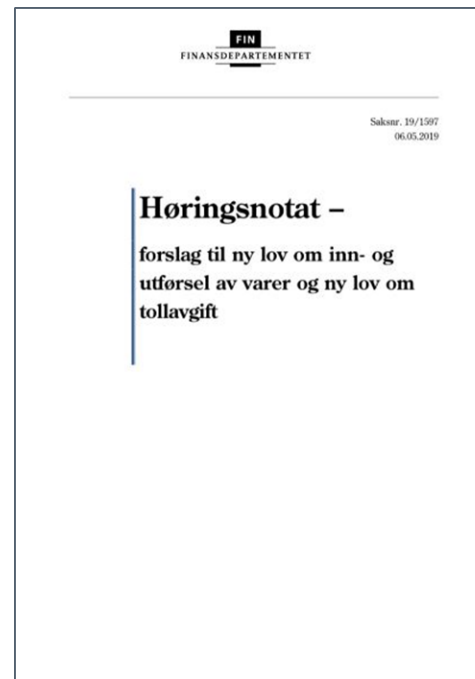 FIN
FINANSDEPARTEMENTET
Saksnr. 19/1597
06.05.2019
Høringsnotat –
forslag til ny lov om inn- og
utførsel av varer og ny lov om
tollavgift